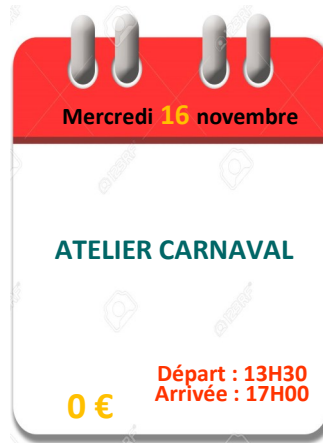 Mercredi 16 novembre
ATELIER CARNAVAL
Départ : 13H30
Arrivée : 17H00
0 €